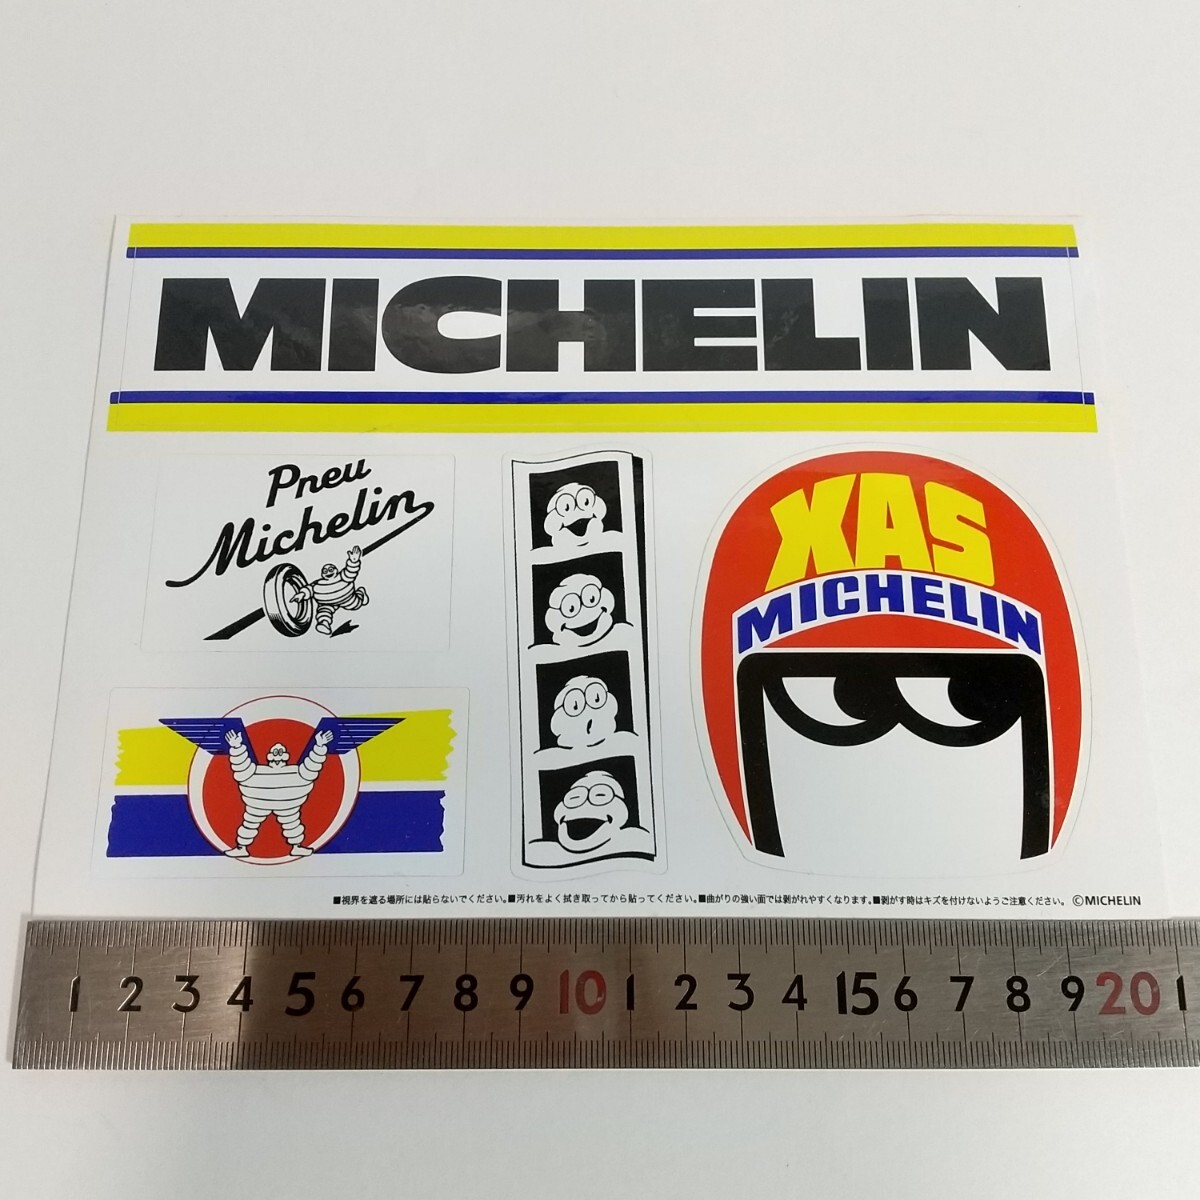 MICHELIN
Pneu
Michelin
XAS
MICHELIN
■視界を遮る場所には貼らないでください。■汚れをよく拭き取ってから貼ってください。■曲がりの強い面では剥がれやすくなります。■剥がす時はキズを付けないようご注意ください。 ©MICHELIN
1 2 3 4 5 6 7 8 9 10 1 2 3 4 15 6 7 8 9 20 1